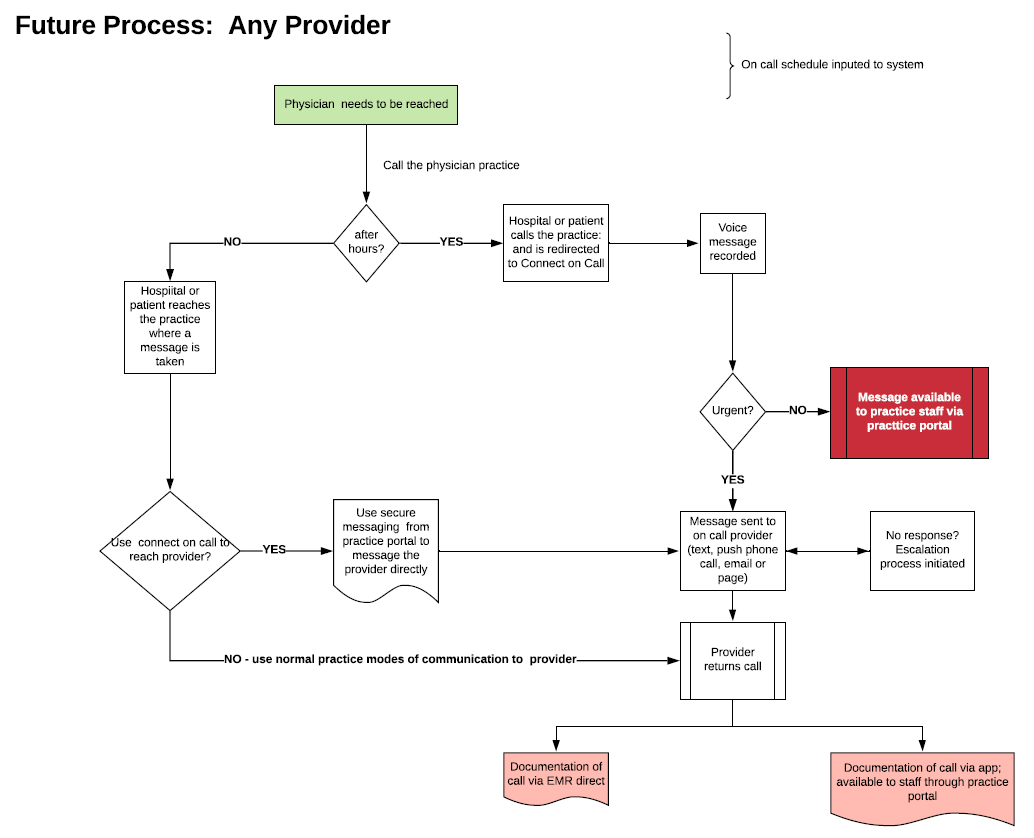 Future Process:  Any Provider
On call schedule inputed to system
Physician  needs to be reached
Call the physician practice
after
hours?
NO
YES
Hospital or patient
calls the practice:
and is redirected
to Connect on Call
Voice
message
recorded
Hospiital or
patient reaches
the practice
where a
message is
taken
Urgent?
NO
Message available
to practice staff via
practtice portal
YES
Use  connect on call to
reach provider?
YES
Use secure
messaging  from
practice portal to
message the
provider directly
Message sent to
on call provider
(text, push phone
call, email or
page)
No response?
Escalation
process initiated
NO - use normal practice modes of communication to  provider
Provider
returns call
Documentation of
call via EMR direct
Documentation of call via app;
available to staff through practice
portal